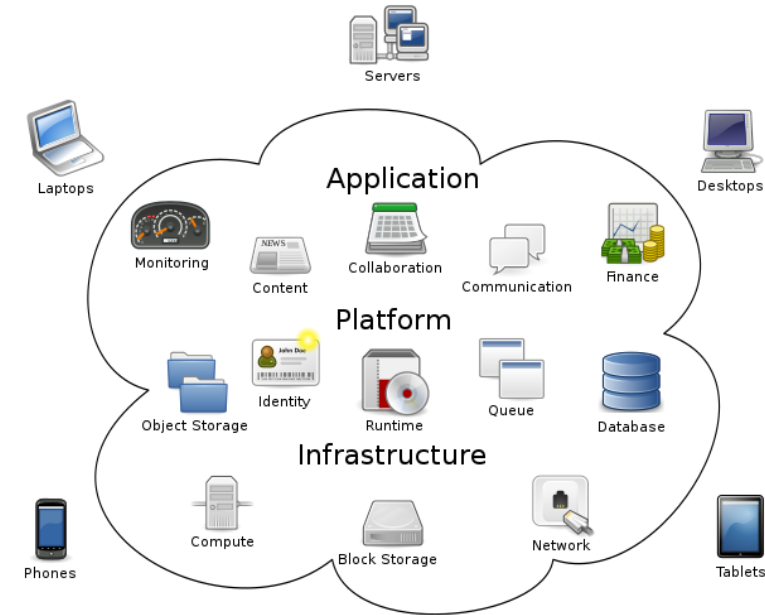 Servers
Laptops
Desktops
Application
Monitoring
NEWS
Content
Collaboration
Communication
Finance
Platform
Object Storage
John Doe
Identity
Runtime
Queue
Database
Infrastructure
Compute
Block Storage
Network
Phones
Tablets